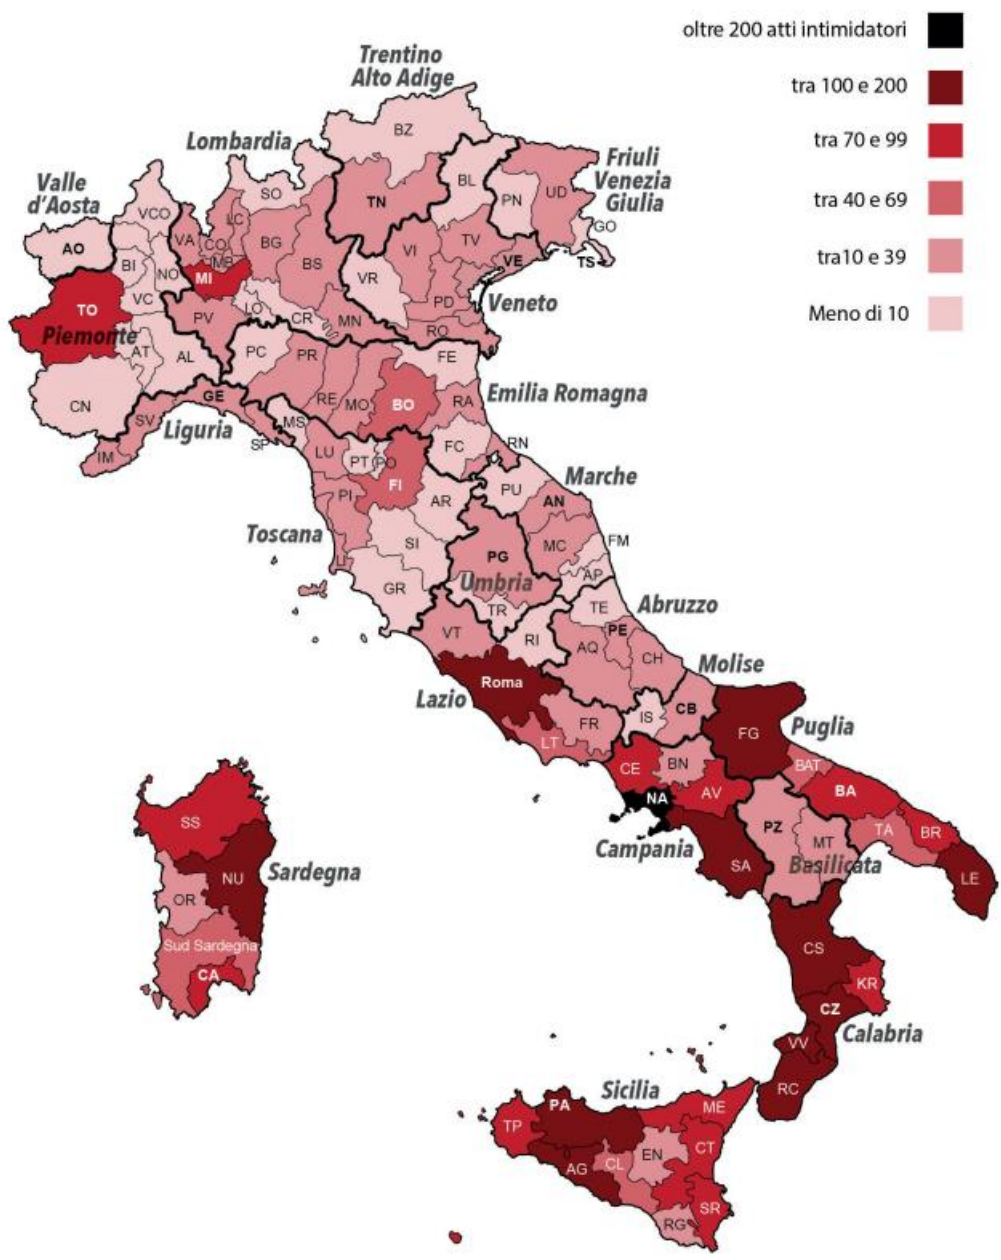 oltre 200 atti intimidatori
tra 100 e 200
tra 70 e 99
tra 40 e 69
tra10 e 39
Meno di 10
Trentino
Alto Adige
BZ
Lombardia
Friuli
Venezia
Giulia
Valle
d'Aosta
SO
BL
PN
UD
TN
VCO
LC
GO
AO
VA
CO
BG
VI
TV
TS
BI
NO
MB
MI
BS
VR
VE
TO
VC
LO
CR
MN
PD
Veneto
Piemonte
PV
RO
AT
AL
PC
PR
FE
CN
GE
RE
MO
BO
RA
Emilia Romagna
SV
Liguria
MS
SP
IM
LU
PT
PO
FC
RN
FI
PU
Marche
PI
AR
AN
Toscana
SI
MC
FM
LI
PG
AP
GR
Umbria
TR
TE
Abruzzo
VT
RI
PE
AQ
CH
Molise
Roma
Lazio
FR
IS
CB
LT
FG
Puglia
CE
BN
BAT
NA
AV
BA
SS
PZ
TA
BR
Campania
MT
Basilicata
SA
NU
Sardegna
LE
OR
Sud Sardegna
CS
CA
KR
CZ
Calabria
VV
RC
Sicilia
PA
ME
TP
EN
CT
AG
CL
SR
RG